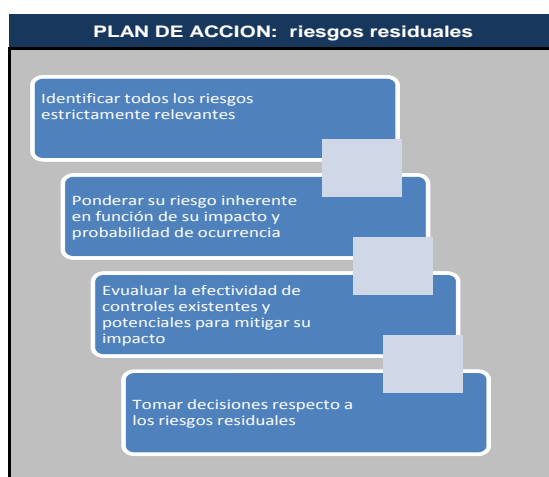 PLAN DE ACCION:  riesgos residuales
Identificar todos los riesgos
estrictamente relevantes
Ponderar su riesgo inherente
en función de su impacto y
probabilidad de ocurrencia
Evualuar la efectividad de
controles existentes y
potenciales para mitigar su
impacto
Tomar decisiones respecto a
los riesgos residuales